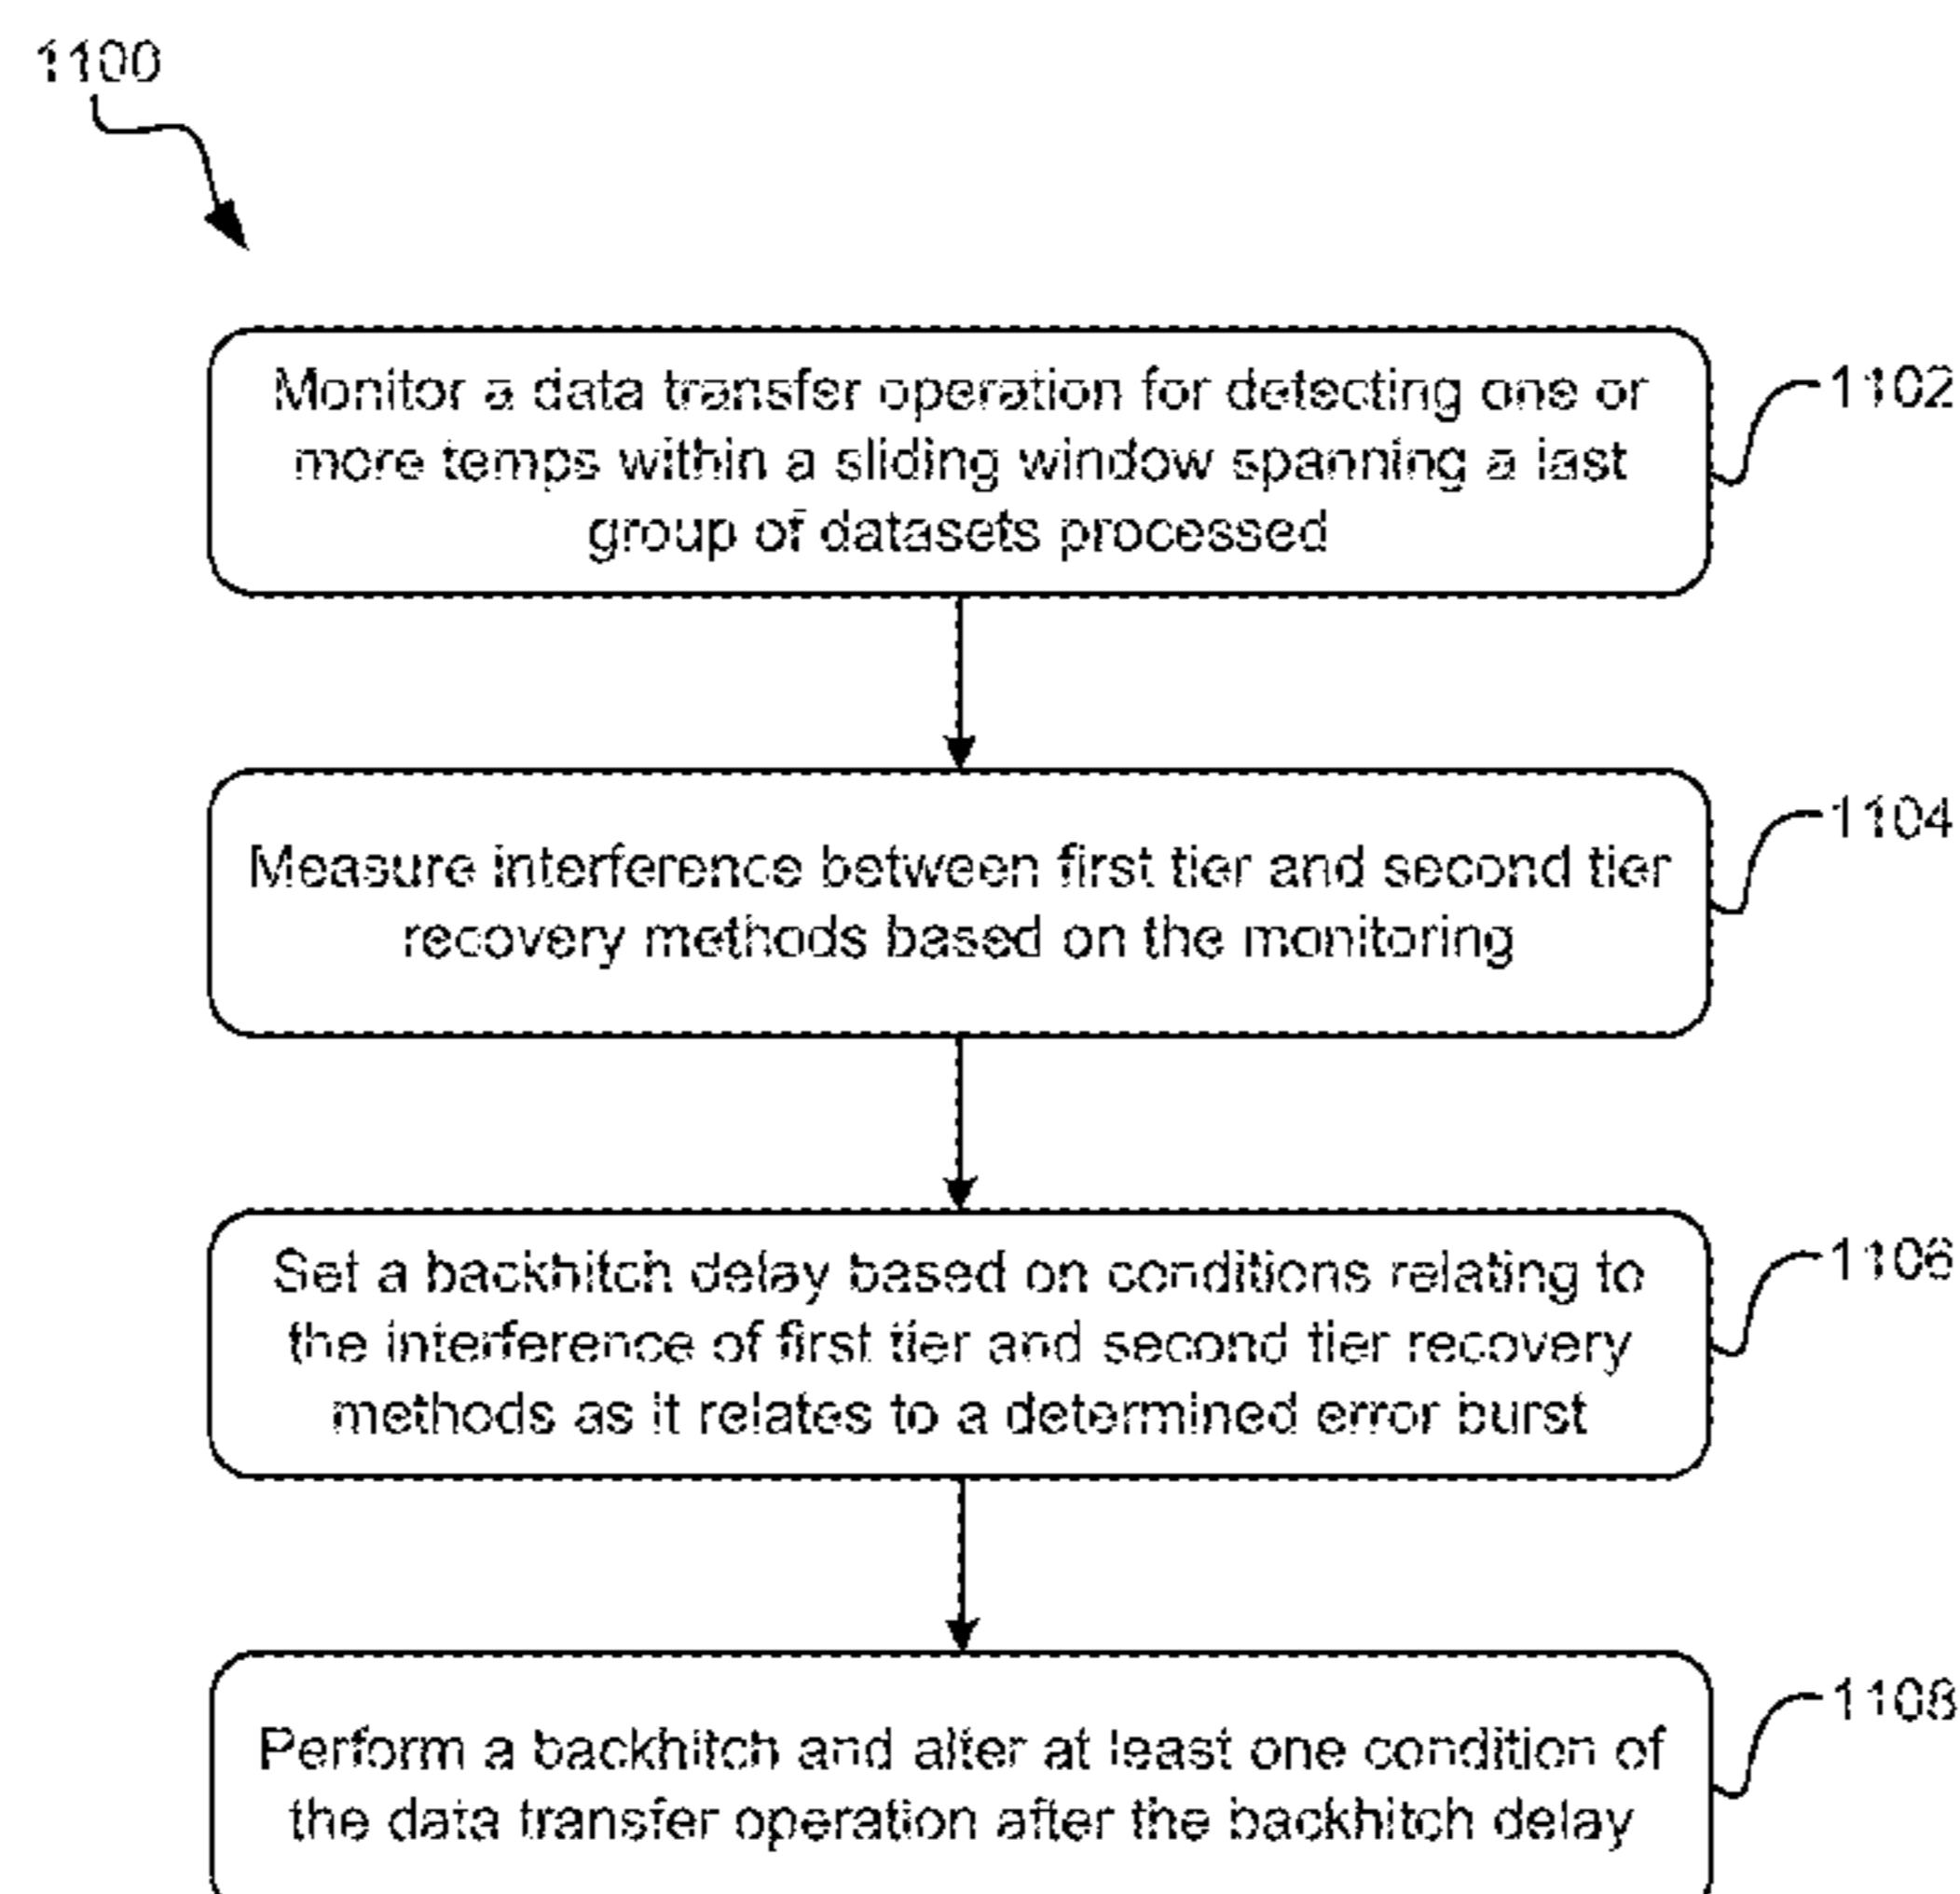 1100
Monitor a data transfer operation for detecting one or
more temps within a sliding window spanning a last
group of datasets processed
1102
Measure interference between first tier and second tier
recovery methods based on the monitoring
1104
Set a backhitch delay based on conditions relating to
the interference of first tier and second tier recovery
methods as it relates to a determined error burst
1106
Perform a backhitch and alter at least one condition of
the data transfer operation after the backhitch delay
1108